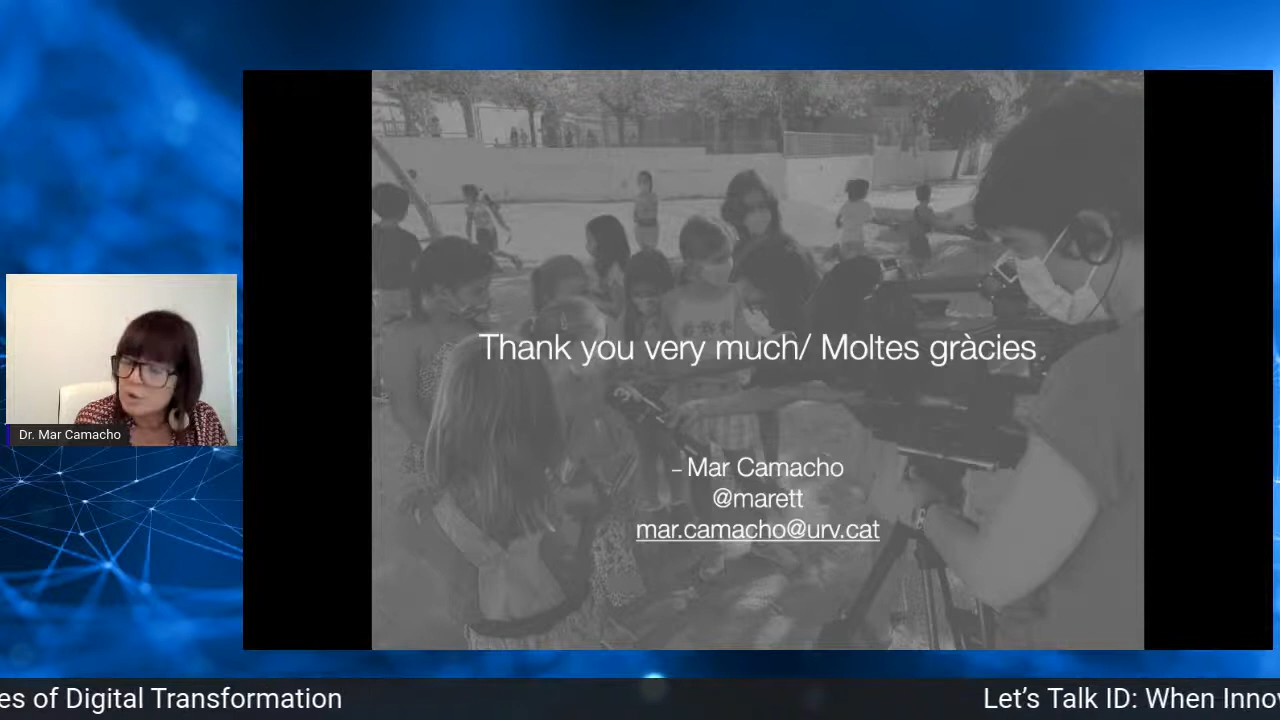 Thank you very much/ Moltes gràcies
– Mar Camacho
@marett
mar.camacho@urv.cat
Dr. Mar Camacho
es of Digital Transformation
Let’s Talk ID: When Innov